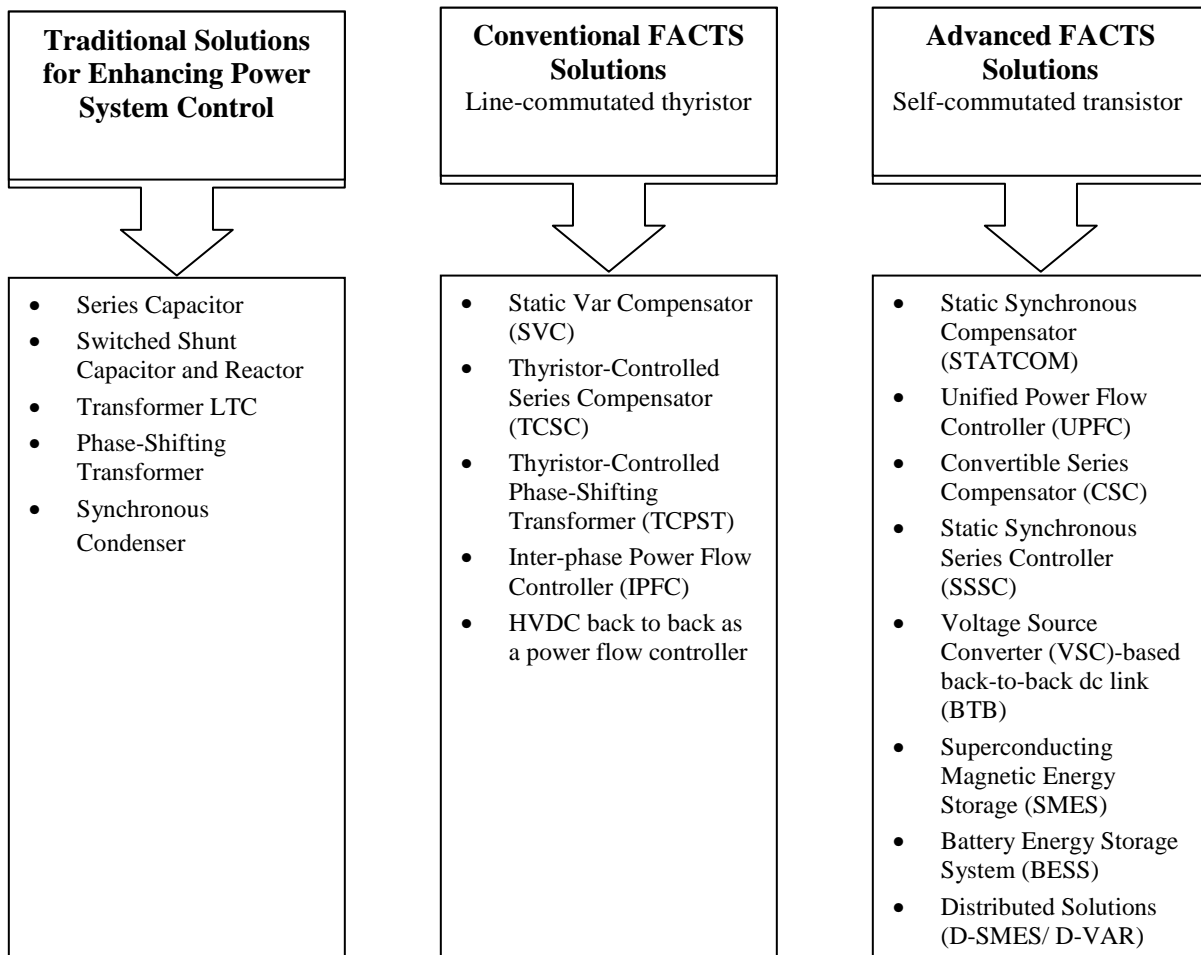 Traditional Solutions
for Enhancing Power
System Control
• Series Capacitor
• Switched Shunt
Capacitor and Reactor
• Transformer LTC
• Phase-Shifting
Transformer
• Synchronous
Condenser
Conventional FACTS
Solutions
Line-commutated thyristor
• Static Var Compensator
(SVC)
• Thyristor-Controlled
Series Compensator
(TCSC)
• Thyristor-Controlled
Phase-Shifting
Transformer (TCPST)
• Inter-phase Power Flow
Controller (IPFC)
• HVDC back to back as
a power flow controller
Advanced FACTS
Solutions
Self-commutated transistor
• Static Synchronous
Compensator
(STATCOM)
• Unified Power Flow
Controller (UPFC)
• Convertible Series
Compensator (CSC)
• Static Synchronous
Series Controller
(SSSC)
• Voltage Source
Converter (VSC)-based
back-to-back dc link
(BTB)
• Superconducting
Magnetic Energy
Storage (SMES)
• Battery Energy Storage
System (BESS)
• Distributed Solutions
(D-SMES/ D-VAR)